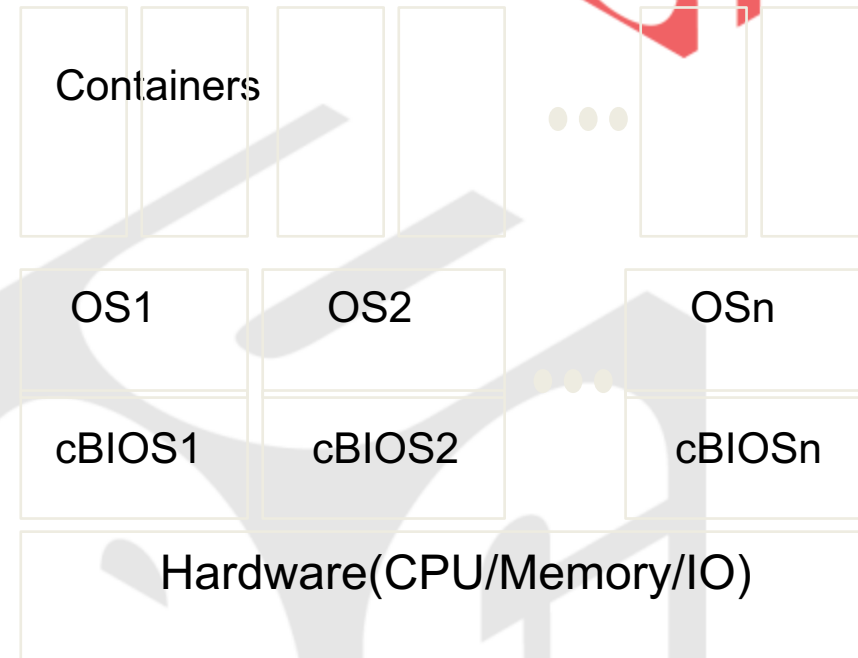 Containers
OS1 OS2 OSn
cBIOS1 cBIOS2 cBIOSn
Hardware(CPU/Memory/IO)